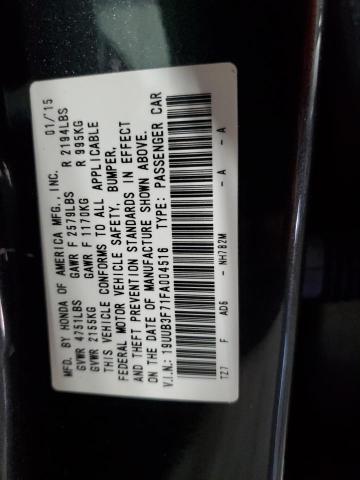 MFD. BY HONDA OF AMERICA MFG., INC. 01/'15
GVWR 4751LBS GAWR F 2579LBS R 2194LBS
GVWR 2155KG GAWR F 1170KG R 995KG
THIS VEHICLE CONFORMS TO ALL APPLICABLE
FEDERAL MOTOR VEHICLE SAFETY, BUMPER,
AND THEFT PREVENTION STANDARDS IN EFFECT
ON THE DATE OF MANUFACTURE SHOWN ABOVE.
V.I.N.: 19UUB3F71FA004516 TYPE: PASSENGER CAR
TZ7 F AD6 - NH782M - A - A